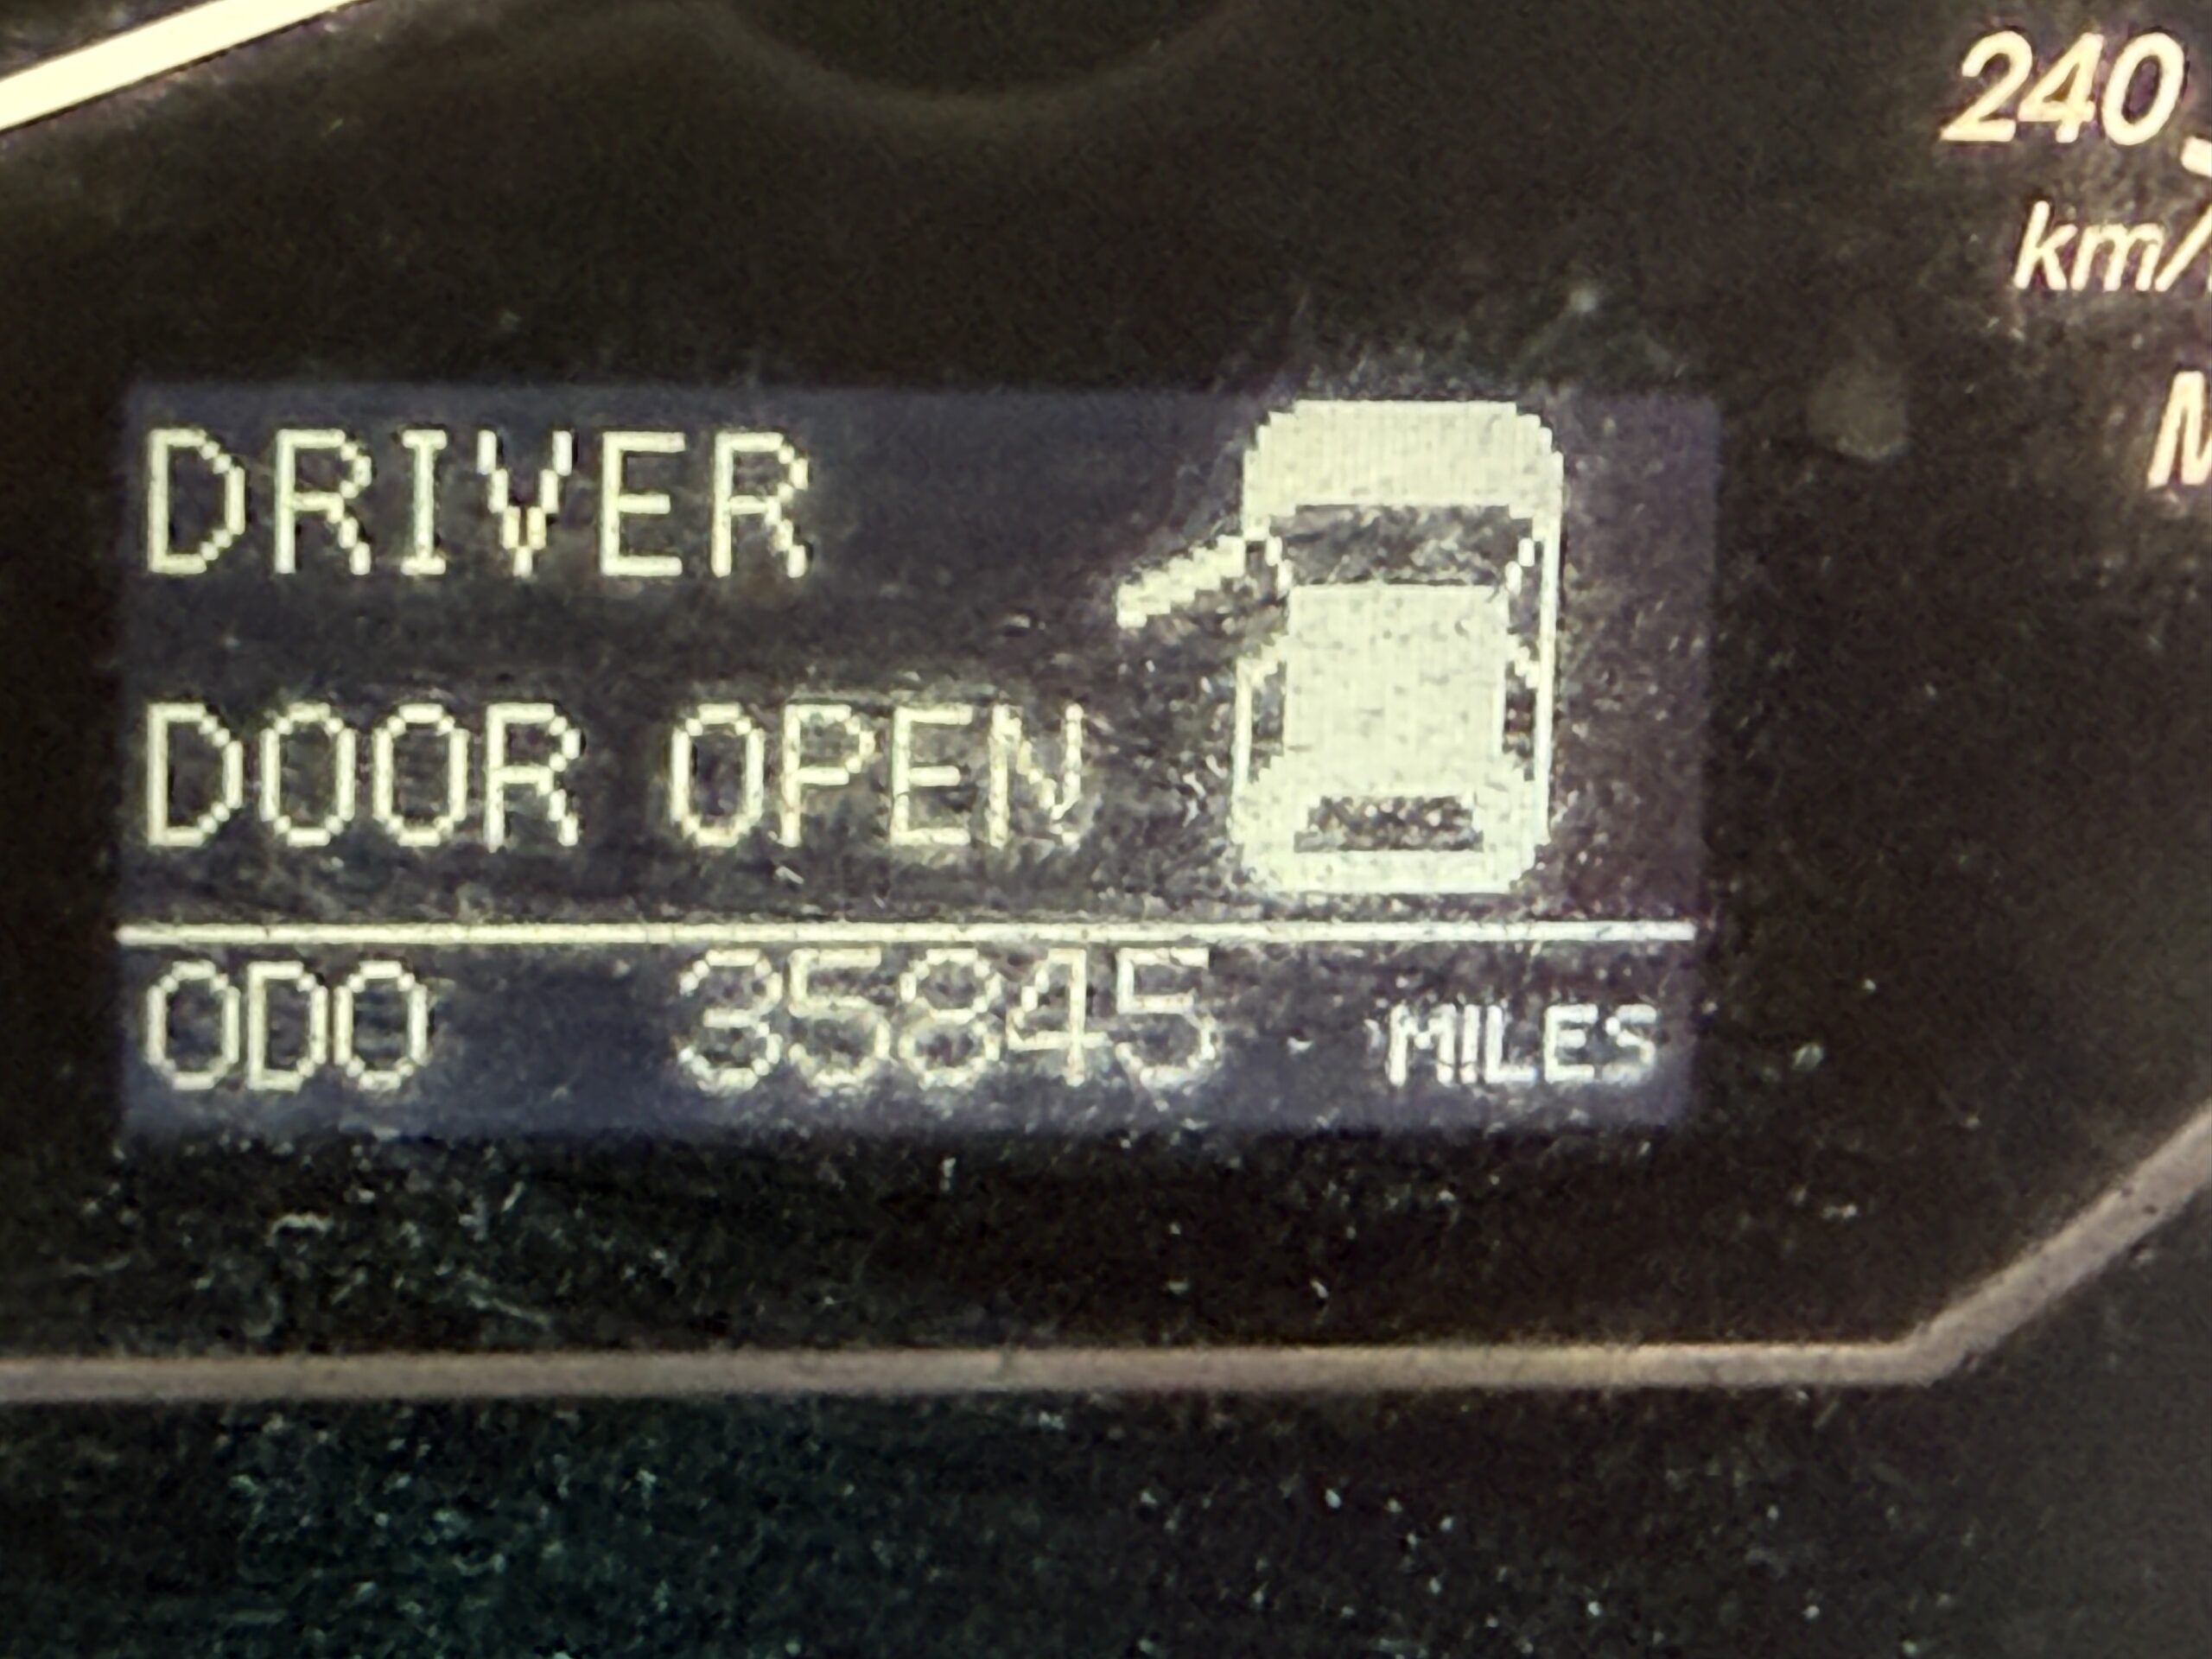 240
km/
DRIVER
DOOR OPEN
ODO 35845 MILES